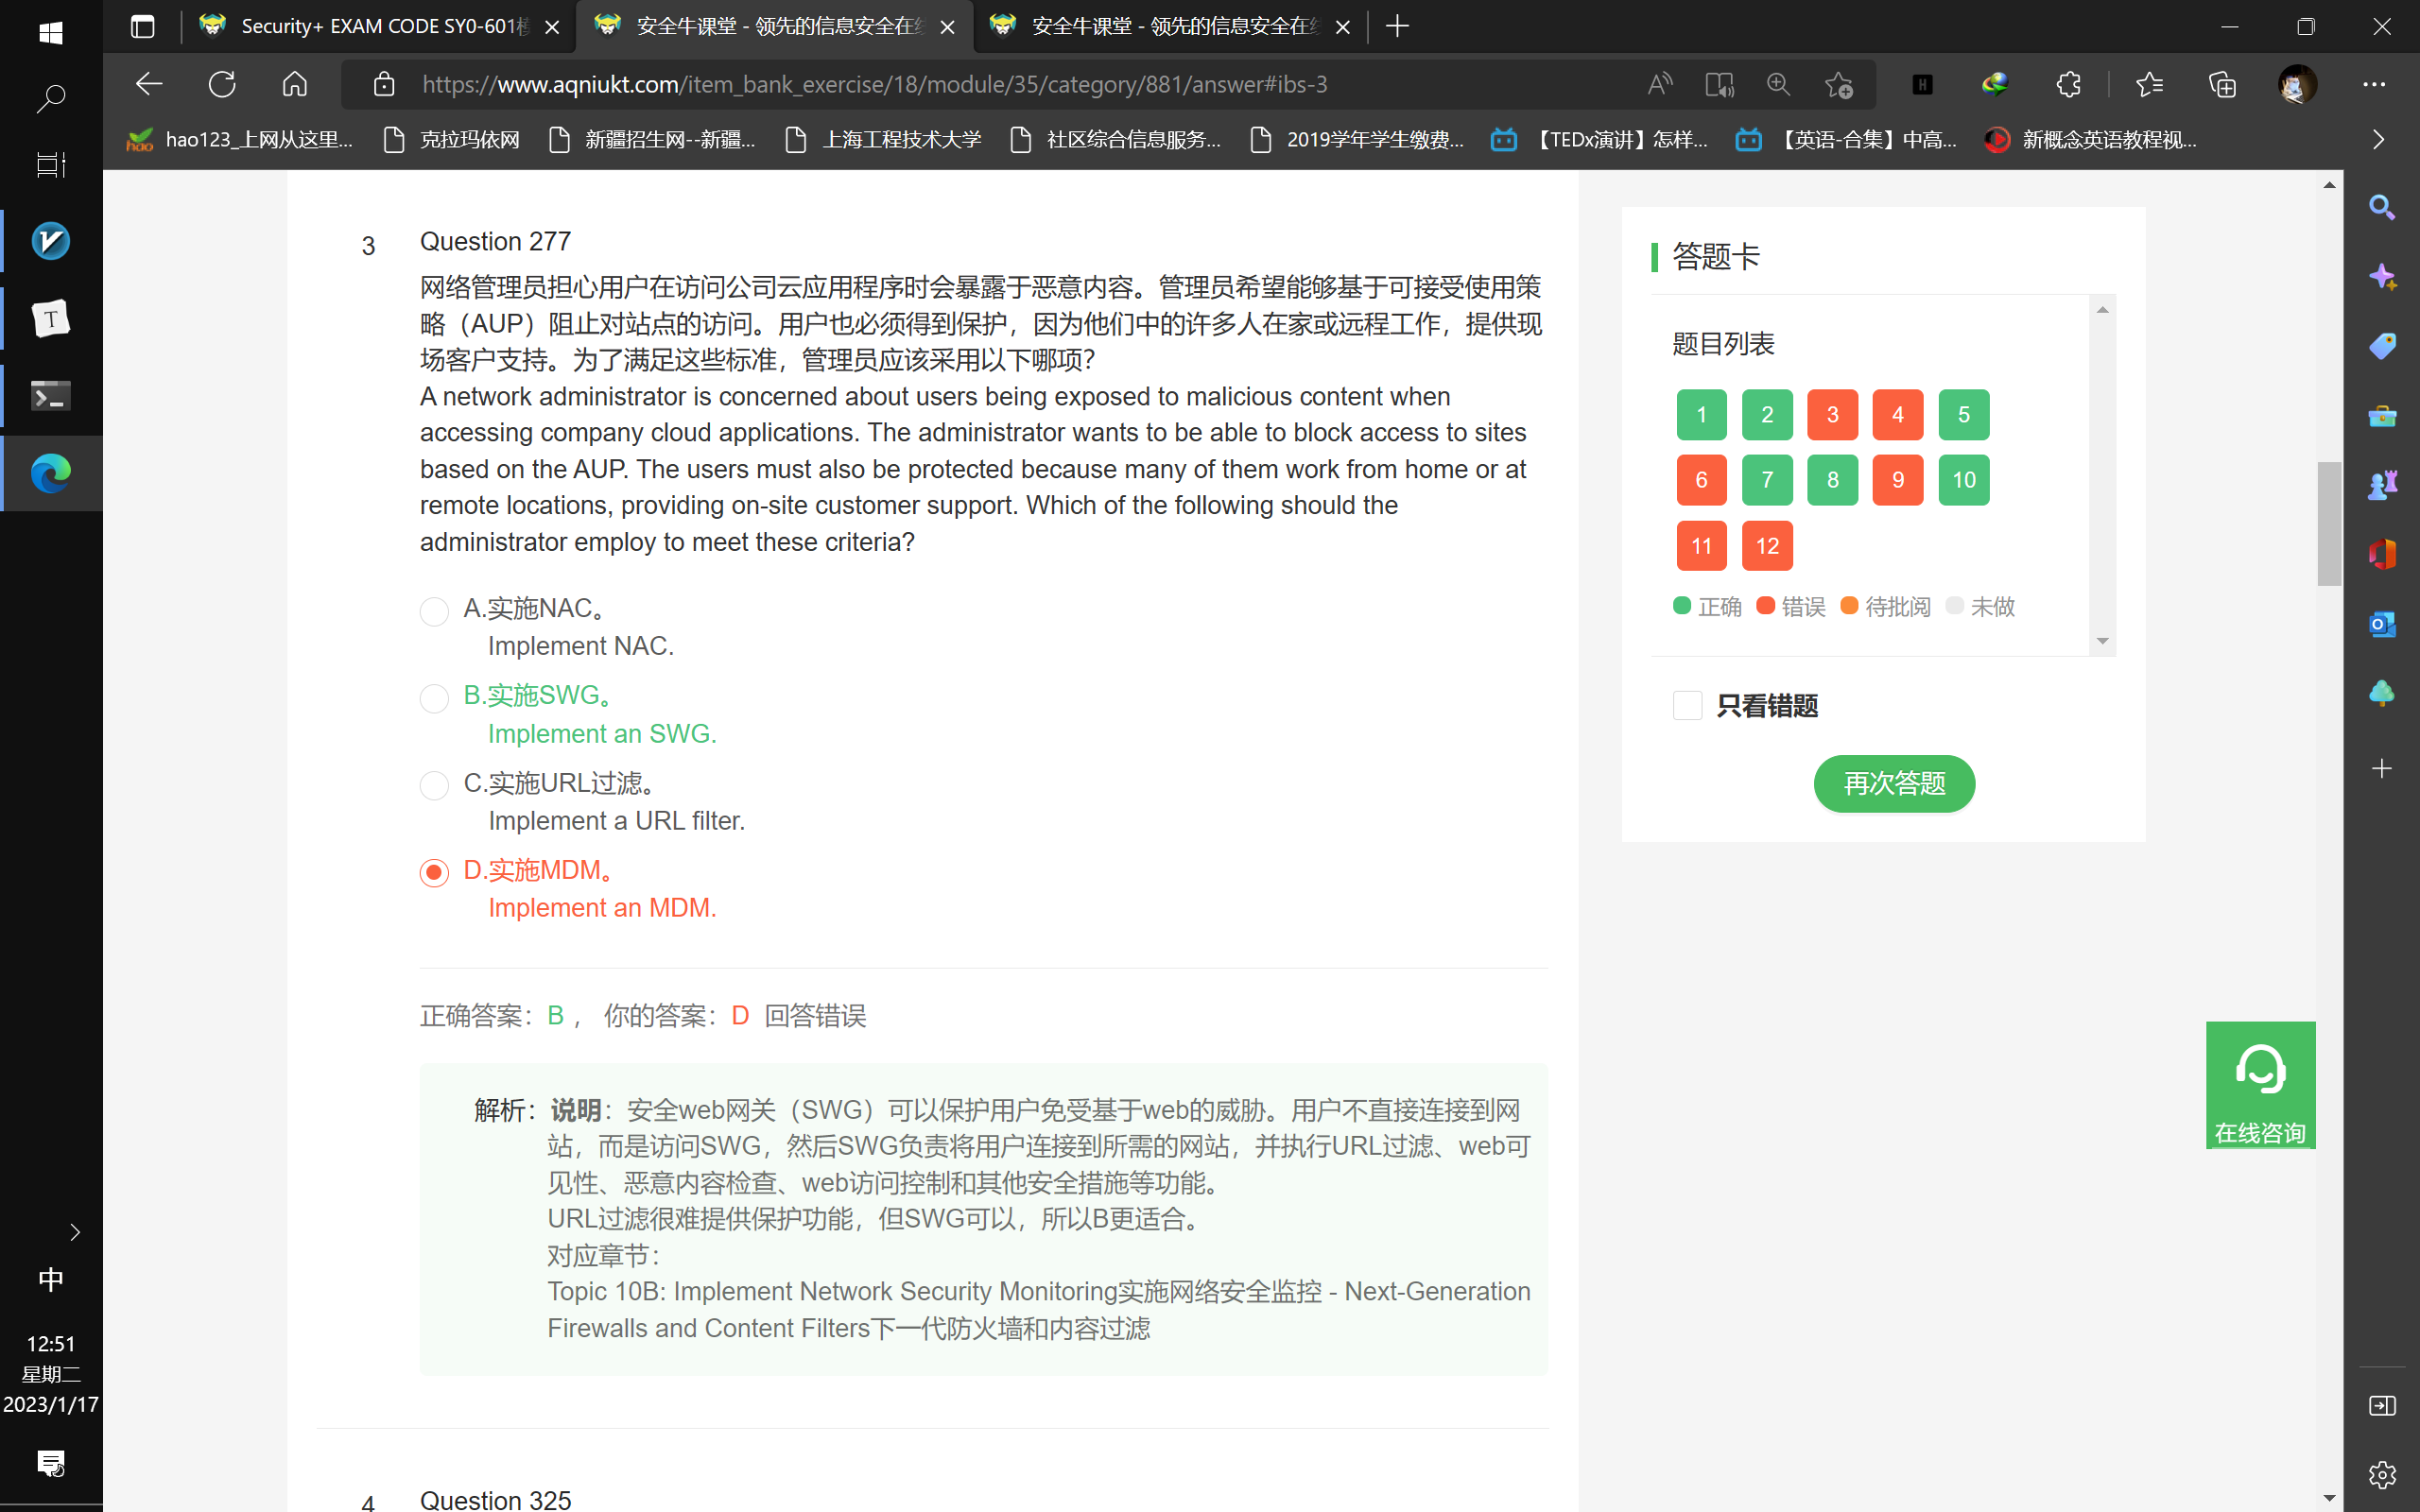 Security+ EXAM CODE SY0-601
安全牛课堂 - 领先的信息安全在
安全牛课堂 - 领先的信息安全在
https://www.aqniukt.com/item_bank_exercise/18/module/35/category/881/answer#ibs-3
hao123_上网从这里...
克拉玛依网
新疆招生网--新疆...
上海工程技术大学
社区综合信息服务...
2019学年学生缴费...
【TEDx演讲】怎样...
【英语-合集】中高...
新概念英语教程视...
3
Question 277
网络管理员担心用户在访问公司云应用程序时会暴露于恶意内容。管理员希望能够基于可接受使用策
略（AUP）阻止对站点的访问。用户也必须得到保护，因为他们中的许多人在家或远程工作，提供现
场客户支持。为了满足这些标准，管理员应该采用以下哪项？
A network administrator is concerned about users being exposed to malicious content when
accessing company cloud applications. The administrator wants to be able to block access to sites
based on the AUP. The users must also be protected because many of them work from home or at
remote locations, providing on-site customer support. Which of the following should the
administrator employ to meet these criteria?
A.实施NAC。
Implement NAC.
B.实施SWG。
Implement an SWG.
C.实施URL过滤。
Implement a URL filter.
D.实施MDM。
Implement an MDM.
正确答案：B， 你的答案：D 回答错误
解析：说明：安全web网关（SWG）可以保护用户免受基于web的威胁。用户不直接连接到网
站，而是访问SWG，然后SWG负责将用户连接到所需的网站，并执行URL过滤、web可
见性、恶意内容检查、web访问控制和其他安全措施等功能。
URL过滤很难提供保护功能，但SWG可以，所以B更适合。
对应章节：
Topic 10B: Implement Network Security Monitoring实施网络安全监控 - Next-Generation
Firewalls and Content Filters下一代防火墙和内容过滤
4
Question 325
答题卡
题目列表
1 2 3 4 5
6 7 8 9 10
11 12
正确 错误 待批阅 未做
只看错题
再次答题
在线咨询
中
12:51
星期二
2023/1/17